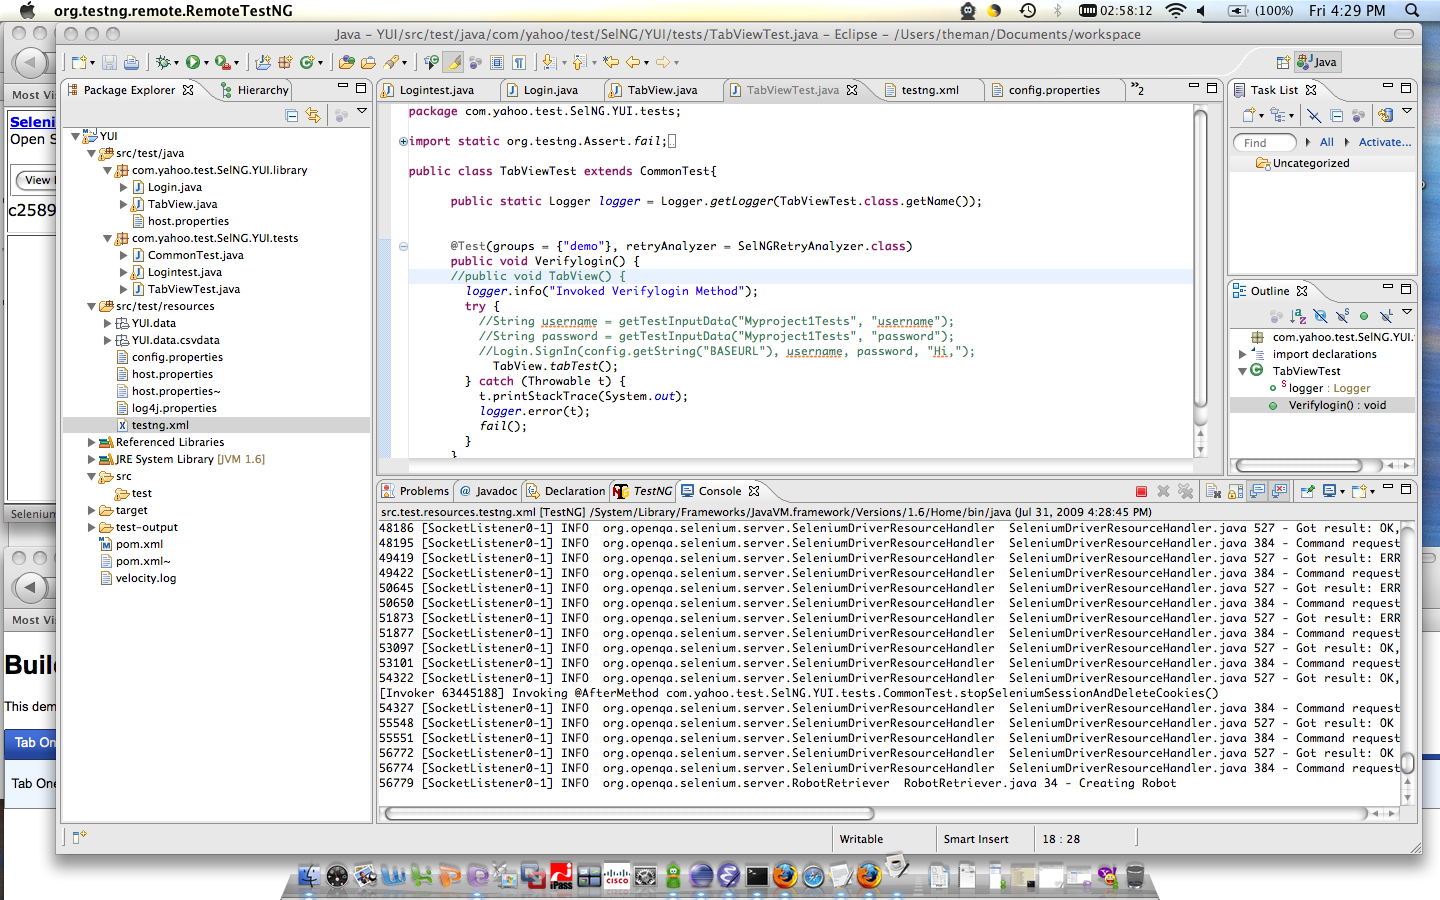 org.testng.remote.RemoteTestNG
02:58:12
(100%)
Fri 4:29 PM
Java – YUI/src/test/java/com/yahoo/test/SelNG/YUI/tests/TabViewTest.java – Eclipse – /Users/theman/Documents/workspace
Java
Most Vis
Package Explorer
Hierarchy
Logintest.java
Login.java
TabView.java
TabViewTest.java
testng.xml
config.properties
»2
Task List
Find
All
Activate...
Uncategorized
Seleni
Open S
View
c2589
Selenium
YUI
src/test/java
com.yahoo.test.SelNG.YUI.library
Login.java
TabView.java
host.properties
com.yahoo.test.SelNG.YUI.tests
CommonTest.java
Logintest.java
TabViewTest.java
src/test/resources
YUI.data
YUI.data.csvdata
config.properties
host.properties
host.properties~
log4j.properties
testng.xml
Referenced Libraries
JRE System Library [JVM 1.6]
src
test
target
test-output
pom.xml
pom.xml~
velocity.log
package com.yahoo.test.SelNG.YUI.tests;
import static org.testng.Assert.fail;
public class TabViewTest extends CommonTest{
public static Logger logger = Logger.getLogger(TabViewTest.class.getName());
@Test(groups = {"demo"}, retryAnalyzer = SelNGRetryAnalyzer.class)
public void Verifylogin() {
//public void TabView() {
logger.info("Invoked Verifylogin Method");
try {
//String username = getTestInputData("Myproject1Tests", "username");
//String password = getTestInputData("Myproject1Tests", "password");
//Login.SignIn(config.getString("BASEURL"), username, password, "Hi,");
TabView.tabTest();
} catch (Throwable t) {
t.printStackTrace(System.out);
logger.error(t);
fail();
}
}
Outline
com.yahoo.test.SelNG.YUI.
import declarations
TabViewTest
logger : Logger
Verifylogin() : void
Most Vis
Buil
This dem
Tab On
Tab One
Problems
Javadoc
Declaration
TestNG
Console
src.test.resources.testng.xml [TestNG] /System/Library/Frameworks/JavaVM.framework/Versions/1.6/Home/bin/java (Jul 31, 2009 4:28:45 PM)
48186 [SocketListener0-1] INFO org.openqa.selenium.server.SeleniumDriverResourceHandler SeleniumDriverResourceHandler.java 527 - Got result: OK,
48195 [SocketListener0-1] INFO org.openqa.selenium.server.SeleniumDriverResourceHandler SeleniumDriverResourceHandler.java 384 - Command request
49419 [SocketListener0-1] INFO org.openqa.selenium.server.SeleniumDriverResourceHandler SeleniumDriverResourceHandler.java 527 - Got result: ERR
49422 [SocketListener0-1] INFO org.openqa.selenium.server.SeleniumDriverResourceHandler SeleniumDriverResourceHandler.java 384 - Command request
50645 [SocketListener0-1] INFO org.openqa.selenium.server.SeleniumDriverResourceHandler SeleniumDriverResourceHandler.java 527 - Got result: ERR
50650 [SocketListener0-1] INFO org.openqa.selenium.server.SeleniumDriverResourceHandler SeleniumDriverResourceHandler.java 384 - Command request
51873 [SocketListener0-1] INFO org.openqa.selenium.server.SeleniumDriverResourceHandler SeleniumDriverResourceHandler.java 527 - Got result: ERR
51877 [SocketListener0-1] INFO org.openqa.selenium.server.SeleniumDriverResourceHandler SeleniumDriverResourceHandler.java 384 - Command request
53097 [SocketListener0-1] INFO org.openqa.selenium.server.SeleniumDriverResourceHandler SeleniumDriverResourceHandler.java 527 - Got result: OK,
53101 [SocketListener0-1] INFO org.openqa.selenium.server.SeleniumDriverResourceHandler SeleniumDriverResourceHandler.java 384 - Command request
54322 [SocketListener0-1] INFO org.openqa.selenium.server.SeleniumDriverResourceHandler SeleniumDriverResourceHandler.java 527 - Got result: OK,
[Invoker 63445188] Invoking @AfterMethod com.yahoo.test.SelNG.YUI.tests.CommonTest.stopSeleniumSessionAndDeleteCookies()
54327 [SocketListener0-1] INFO org.openqa.selenium.server.SeleniumDriverResourceHandler SeleniumDriverResourceHandler.java 384 - Command request
55548 [SocketListener0-1] INFO org.openqa.selenium.server.SeleniumDriverResourceHandler SeleniumDriverResourceHandler.java 527 - Got result: OK
55551 [SocketListener0-1] INFO org.openqa.selenium.server.SeleniumDriverResourceHandler SeleniumDriverResourceHandler.java 384 - Command request
56772 [SocketListener0-1] INFO org.openqa.selenium.server.SeleniumDriverResourceHandler SeleniumDriverResourceHandler.java 527 - Got result: OK
56774 [SocketListener0-1] INFO org.openqa.selenium.server.SeleniumDriverResourceHandler SeleniumDriverResourceHandler.java 384 - Command request
56779 [SocketListener0-1] INFO org.openqa.selenium.server.RobotRetriever RobotRetriever.java 34 - Creating Robot
Writable
Smart Insert
18 : 28
iPass
CISCO